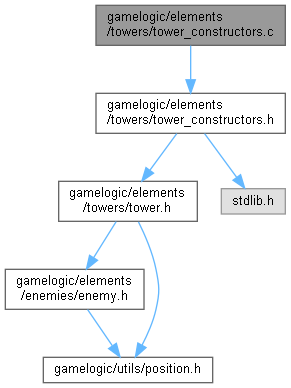 gamelogic/elements
/towers/tower_constructors.c
gamelogic/elements
/towers/tower_constructors.h
gamelogic/elements
/towers/tower.h
stdlib.h
gamelogic/elements
/enemies/enemy.h
gamelogic/utils/position.h